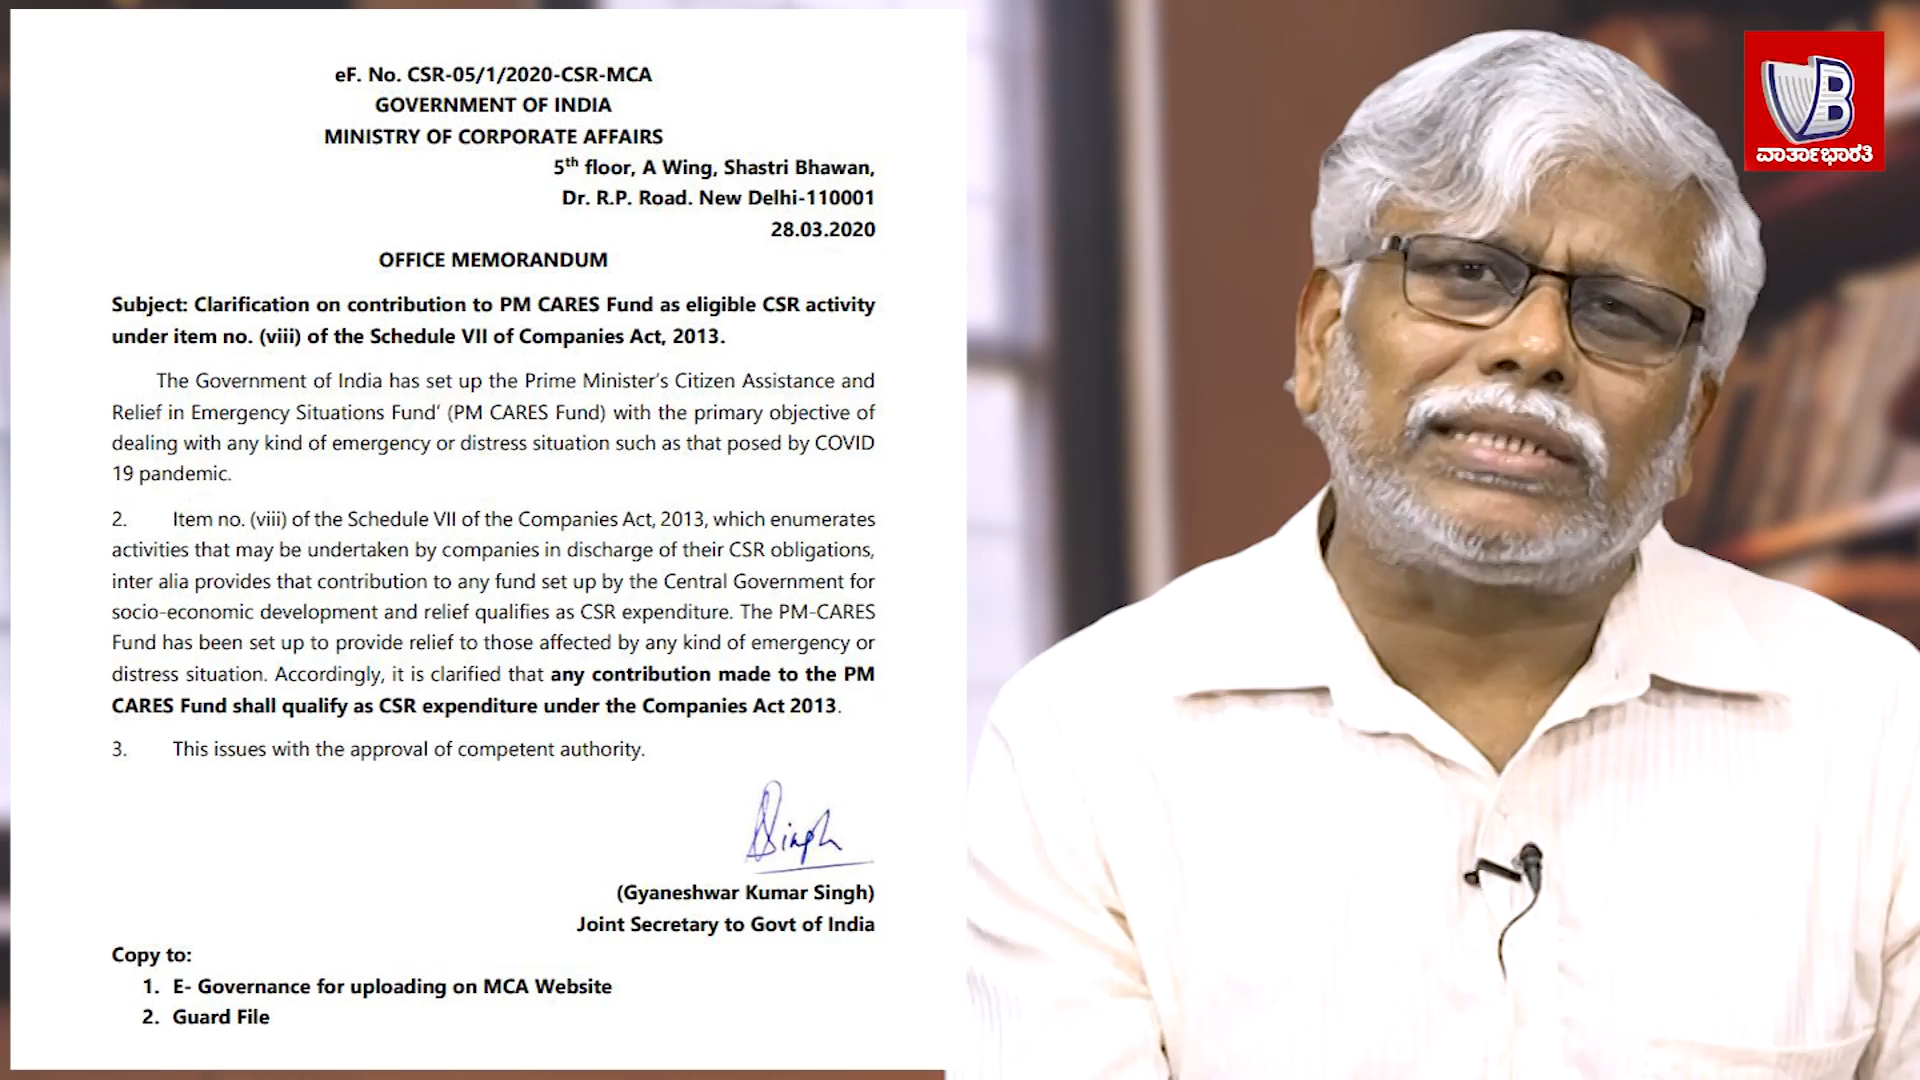 eF. No. CSR-05/1/2020-CSR-MCA
GOVERNMENT OF INDIA
MINISTRY OF CORPORATE AFFAIRS
5th floor, A Wing, Shastri Bhawan,
Dr. R.P. Road. New Delhi-110001
28.03.2020
OFFICE MEMORANDUM
Subject: Clarification on contribution to PM CARES Fund as eligible CSR activity
under item no. (viii) of the Schedule VII of Companies Act, 2013.
The Government of India has set up the Prime Minister's Citizen Assistance and
Relief in Emergency Situations Fund' (PM CARES Fund) with the primary objective of
dealing with any kind of emergency or distress situation such as that posed by COVID
19 pandemic.
2. Item no. (viii) of the Schedule VII of the Companies Act, 2013, which enumerates
activities that may be undertaken by companies in discharge of their CSR obligations,
inter alia provides that contribution to any fund set up by the Central Government for
socio-economic development and relief qualifies as CSR expenditure. The PM-CARES
Fund has been set up to provide relief to those affected by any kind of emergency or
distress situation. Accordingly, it is clarified that any contribution made to the PM
CARES Fund shall qualify as CSR expenditure under the Companies Act 2013.
3. This issues with the approval of competent authority.
Singh
(Gyaneshwar Kumar Singh)
Joint Secretary to Govt of India
Copy to:
1. E- Governance for uploading on MCA Website
2. Guard File
VB
ವಾರ್ತಾಭಾರತಿ